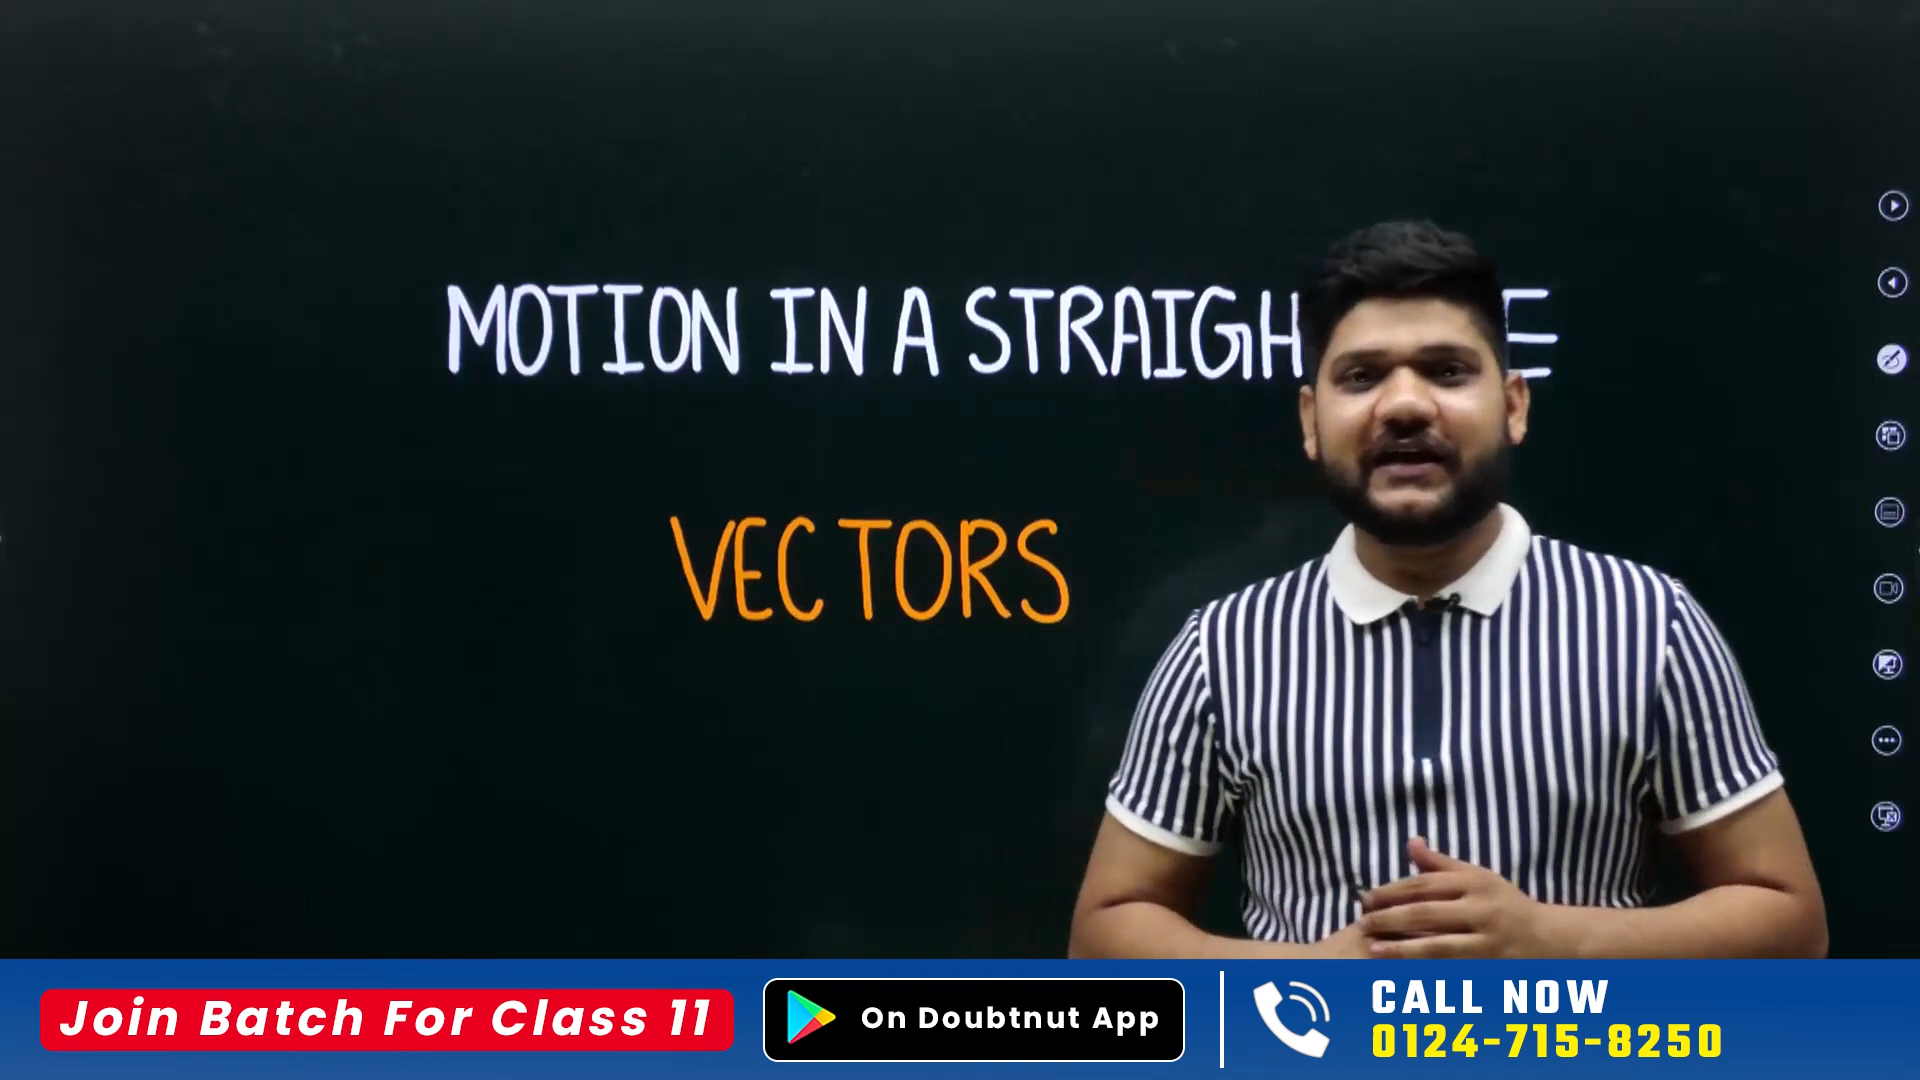 MOTION IN A STRAIGH E
VECTORS
Join Batch For Class 11
On Doubtnut App
CALL NOW
0124-715-8250